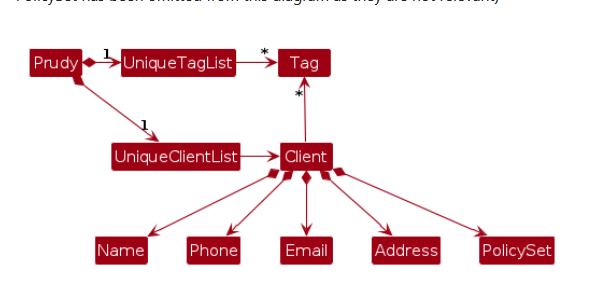 PolicySet has been omitted from this diagram as they are not relevant)
Prudy 1 UniqueTagList * Tag
*
1
UniqueClientList Client
Name Phone Email Address PolicySet